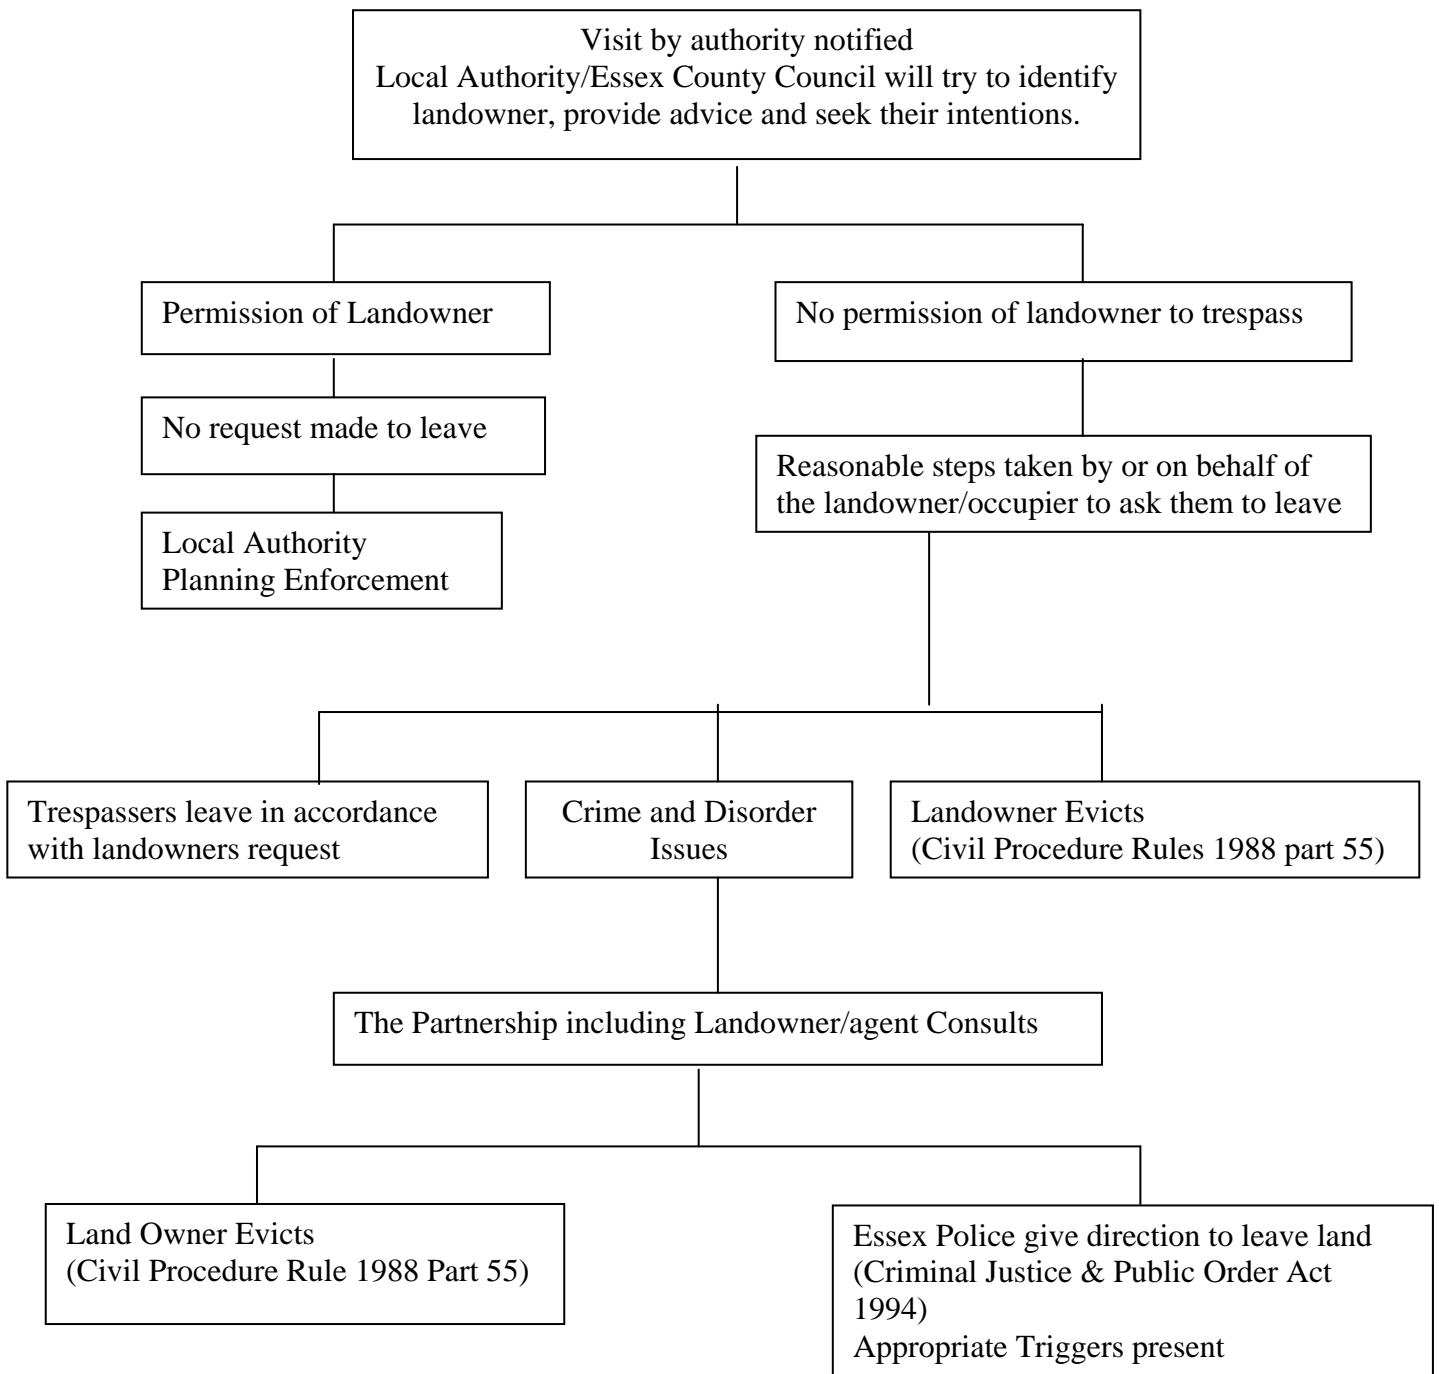 Visit by authority notified
Local Authority/Essex County Council will try to identify
landowner, provide advice and seek their intentions.
Permission of Landowner
No permission of landowner to trespass
No request made to leave
Reasonable steps taken by or on behalf of
the landowner/occupier to ask them to leave
Local Authority
Planning Enforcement
Trespassers leave in accordance
with landowners request
Crime and Disorder
Issues
Landowner Evicts
(Civil Procedure Rules 1988 part 55)
The Partnership including Landowner/agent Consults
Land Owner Evicts
(Civil Procedure Rule 1988 Part 55)
Essex Police give direction to leave land
(Criminal Justice & Public Order Act
1994)
Appropriate Triggers present